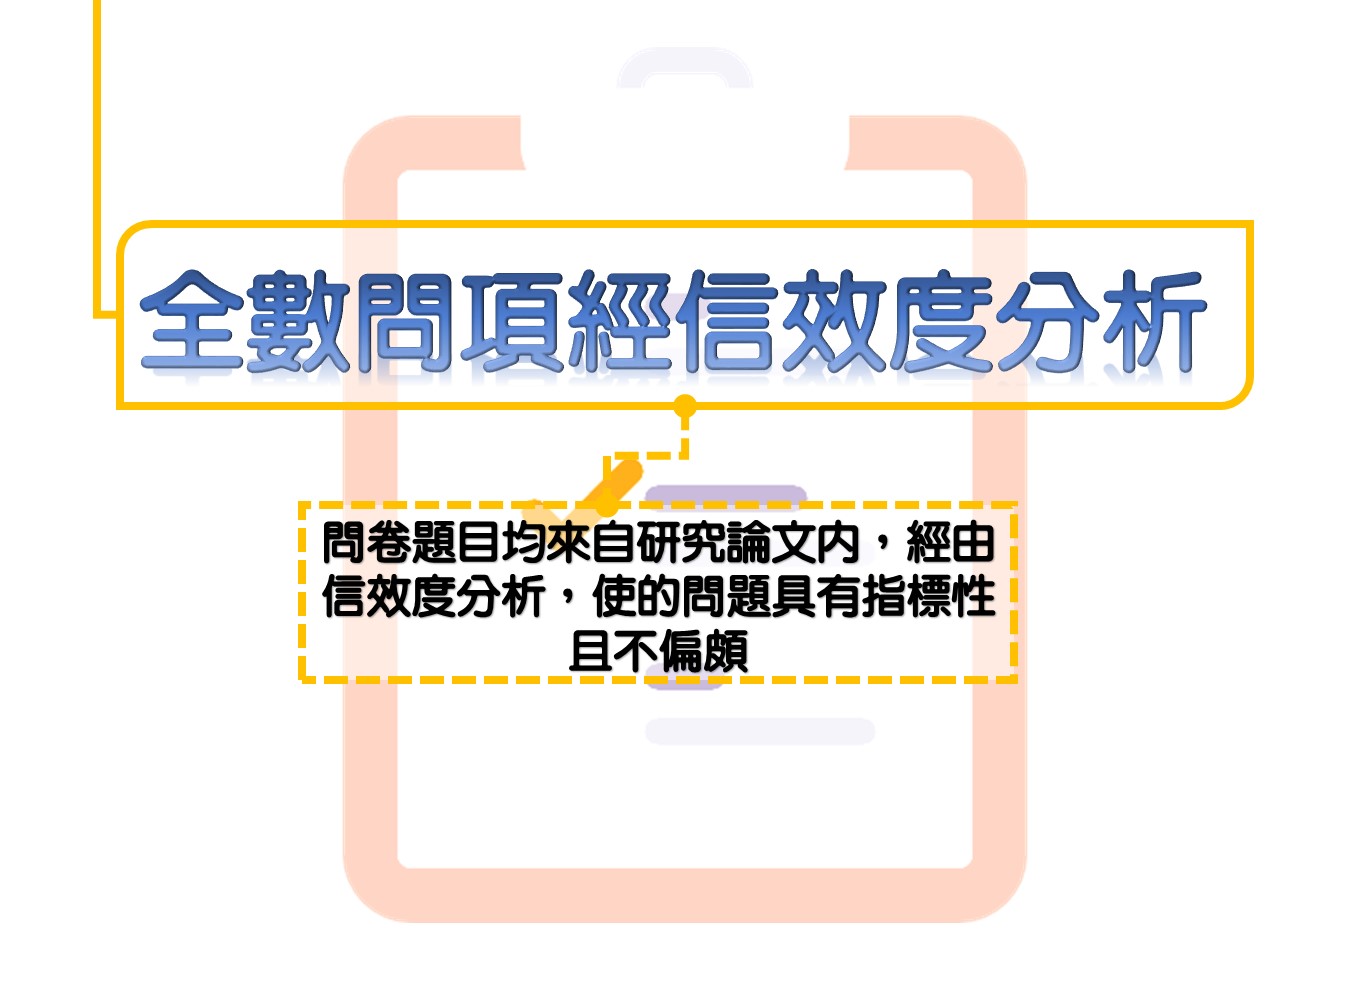 全數問項經信效度分析
問卷題目均來自研究論文內，經由
信效度分析，使的問題具有指標性
且不偏頗